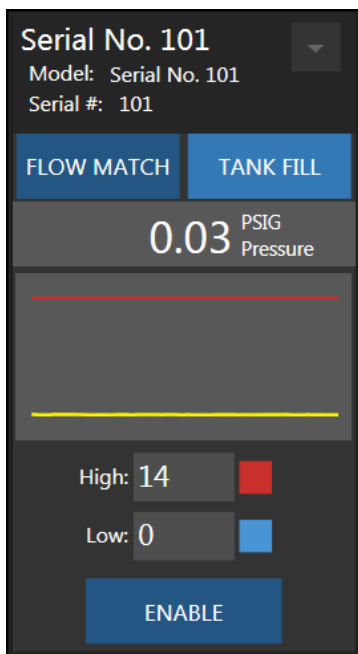 Serial No. 101
Model: Serial No. 101
Serial #: 101
FLOW MATCH TANK FILL
0.03 PSIG
Pressure
High: 14
Low: 0
ENABLE